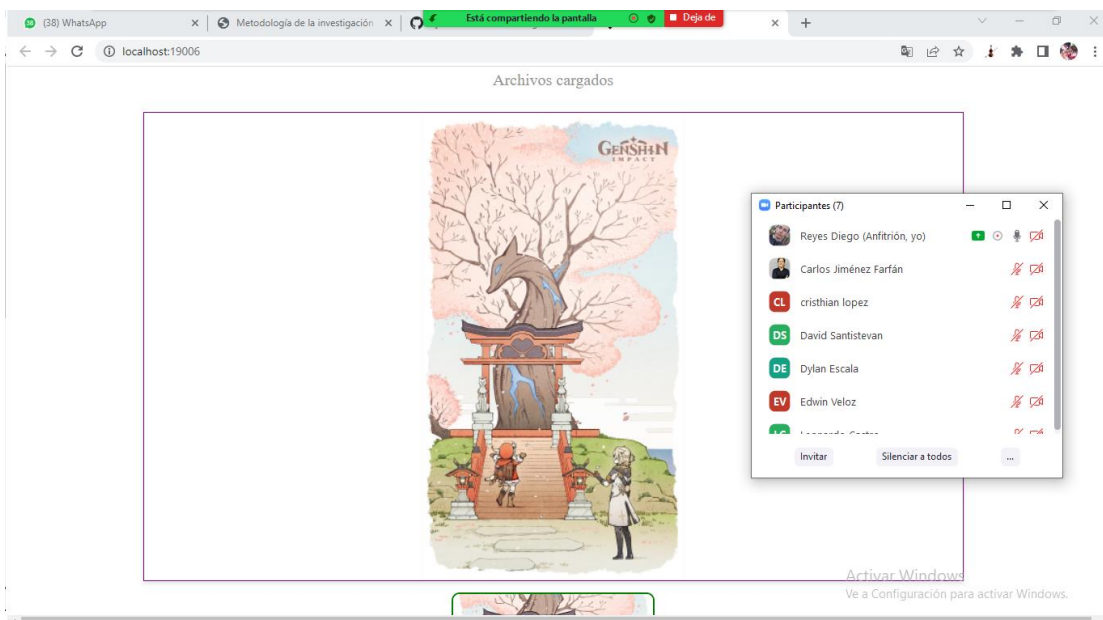 38 (38) WhatsApp
Metodología de la investigación
Está compartiendo la pantalla
Deja de
localhost:19006
Archivos cargados
GENSHIN
IMPACT
Participantes (7)
Reyes Diego (Anfitrión, yo)
Carlos Jiménez Farfán
CL cristhian lopez
DS David Santistevan
DE Dylan Escala
EV Edwin Veloz
Invitar Silenciar a todos ...
Activar Windows
Ve a Configuración para activar Windows.